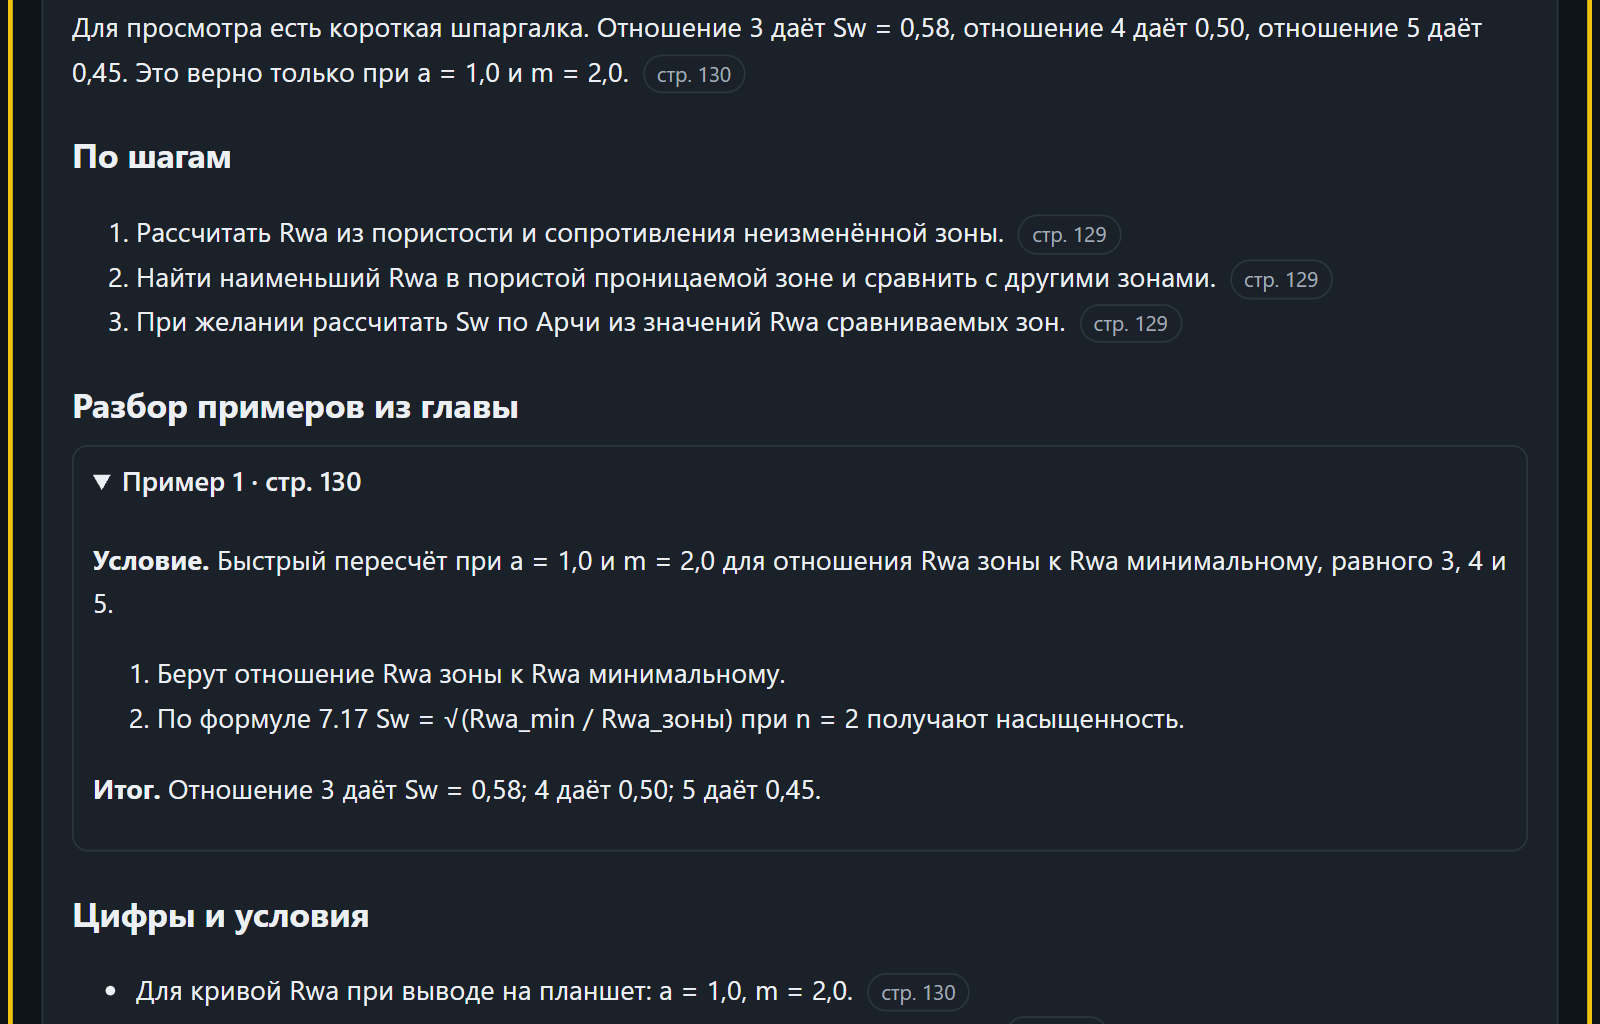 Для просмотра есть короткая шпаргалка. Отношение 3 даёт Sw = 0,58, отношение 4 даёт 0,50, отношение 5 даёт
0,45. Это верно только при a = 1,0 и m = 2,0. стр. 130
По шагам
1. Рассчитать Rwa из пористости и сопротивления неизменённой зоны. стр. 129
2. Найти наименьший Rwa в пористой проницаемой зоне и сравнить с другими зонами. стр. 129
3. При желании рассчитать Sw по Арчи из значений Rwa сравниваемых зон. стр. 129
Разбор примеров из главы
▼ Пример 1 · стр. 130
Условие. Быстрый пересчёт при a = 1,0 и m = 2,0 для отношения Rwa зоны к Rwa минимальному, равного 3, 4 и
5.
1. Берут отношение Rwa зоны к Rwa минимальному.
2. По формуле 7.17 Sw = √(Rwa_min / Rwa_зоны) при n = 2 получают насыщенность.
Итог. Отношение 3 даёт Sw = 0,58; 4 даёт 0,50; 5 даёт 0,45.
Цифры и условия
• Для кривой Rwa при выводе на планшет: a = 1,0, m = 2,0. стр. 130